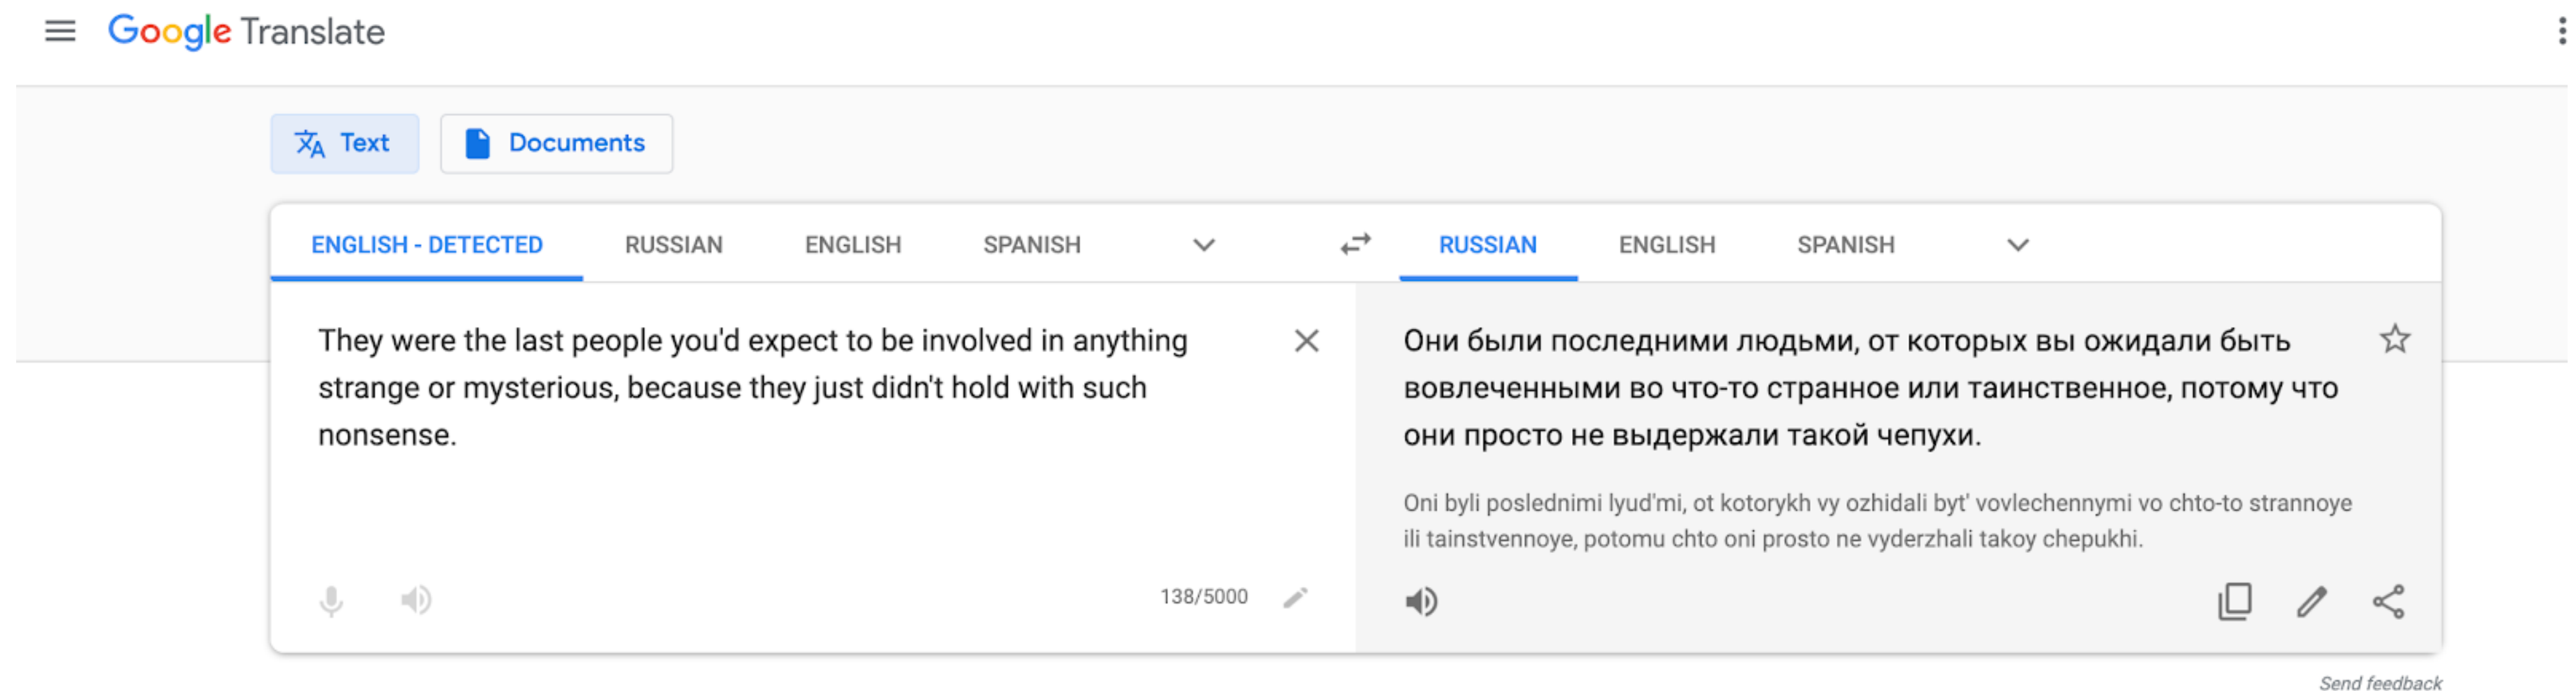 Google Translate
Text
Documents
ENGLISH - DETECTED RUSSIAN ENGLISH SPANISH RUSSIAN ENGLISH SPANISH
They were the last people you'd expect to be involved in anything
strange or mysterious, because they just didn't hold with such
nonsense.
138/5000
Они были последними людьми, от которых вы ожидали быть
вовлеченными во что-то странное или таинственное, потому что
они просто не выдержали такой чепухи.
Oni byli poslednimi lyud'mi, ot kotorykh vy ozhidali byt' vovlechennymi vo chto-to strannoye
ili tainstvennoye, potomu chto oni prosto ne vyderzhali takoy chepukhi.
Send feedback